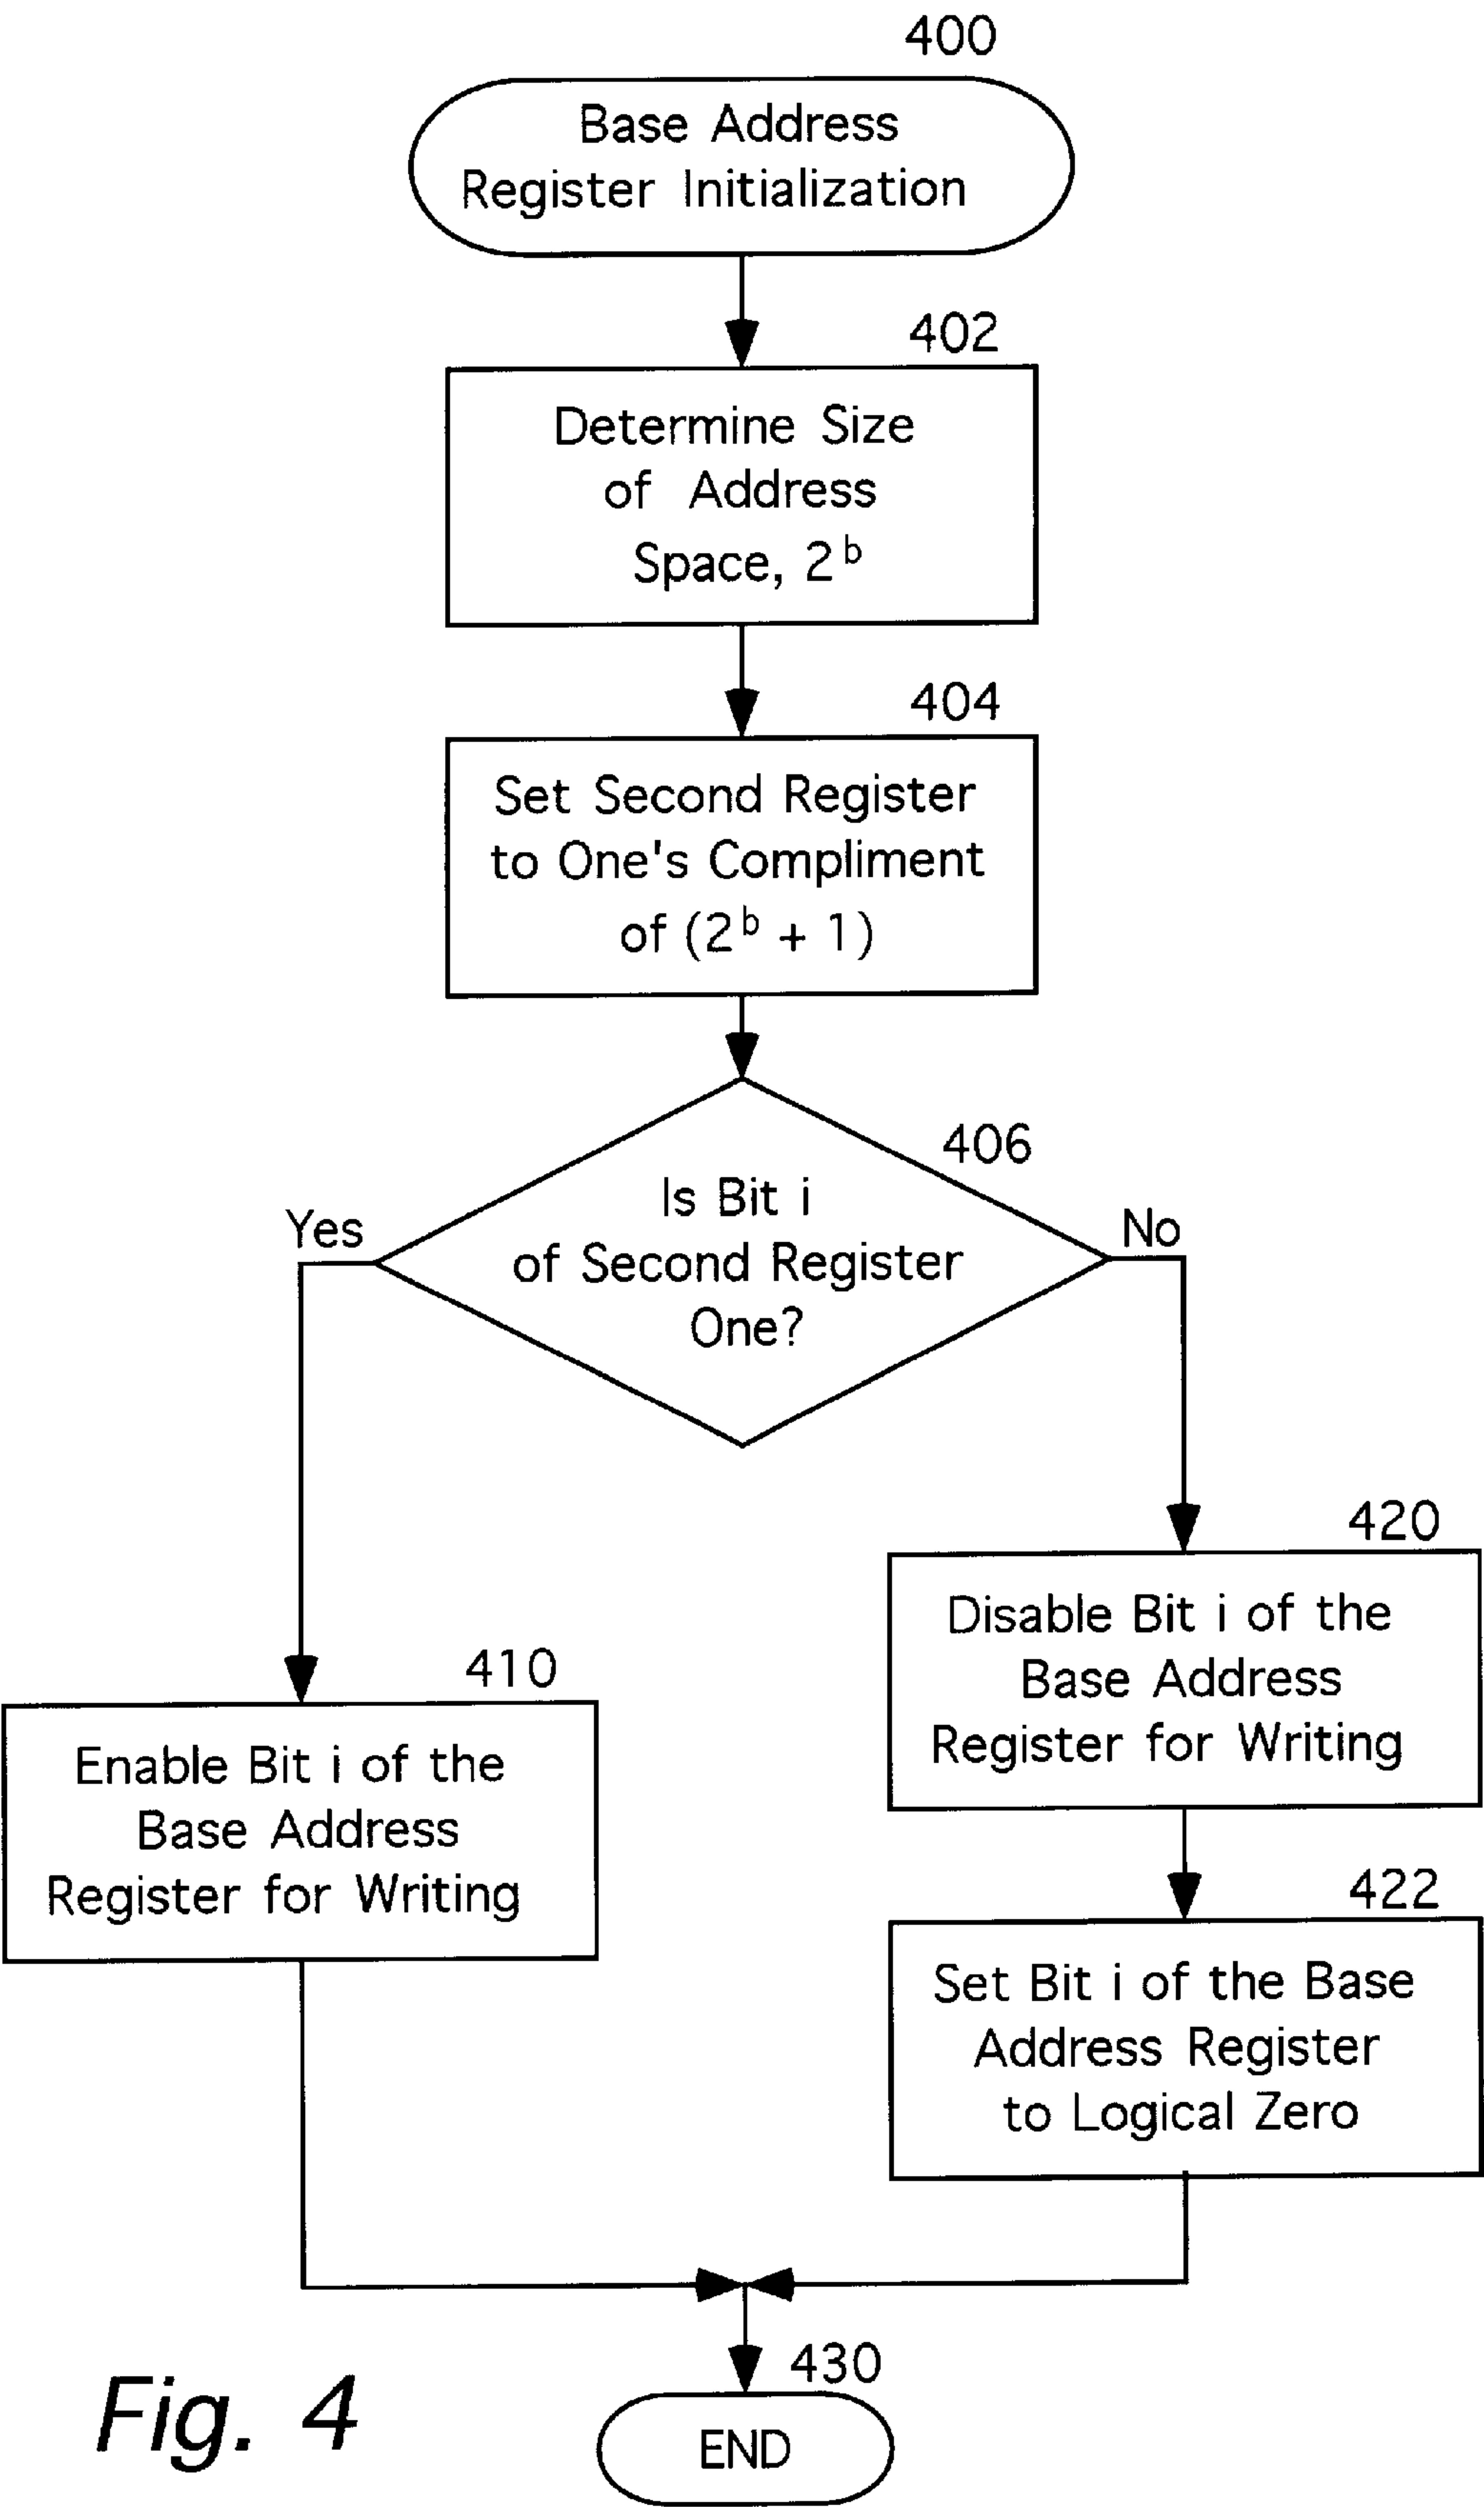 400
Base Address
Register Initialization
402
Determine Size
of Address
Space, 2ᵇ
404
Set Second Register
to One's Compliment
of (2ᵇ + 1)
406
Is Bit i
of Second Register
One?
Yes
No
420
Disable Bit i of the
Base Address
Register for Writing
410
Enable Bit i of the
Base Address
Register for Writing
422
Set Bit i of the Base
Address Register
to Logical Zero
430
END
Fig. 4